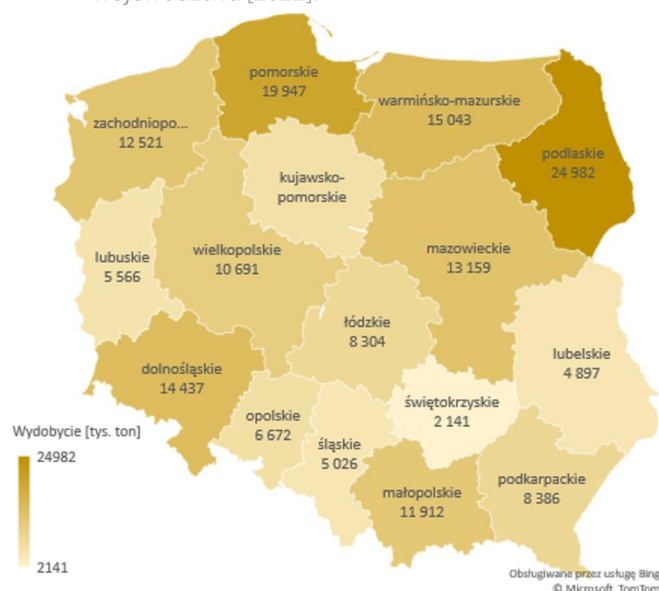 pomorskie
19 947
warmińsko-mazurskie
15 043
zachodniopo...
12 521
podlaskie
24 982
kujawsko-
pomorskie
lubuskie
5 566
wielkopolskie
10 691
mazowieckie
13 159
łódzkie
8 304
lubelskie
4 897
dolnośląskie
14 437
świętokrzyskie
2 141
opolskie
6 672
śląskie
5 026
podkarpackie
8 386
małopolskie
11 912
Wydobycie [tys. ton]
24982
2141
Obsługiwane przez usługę Bing
© Microsoft, TomTom